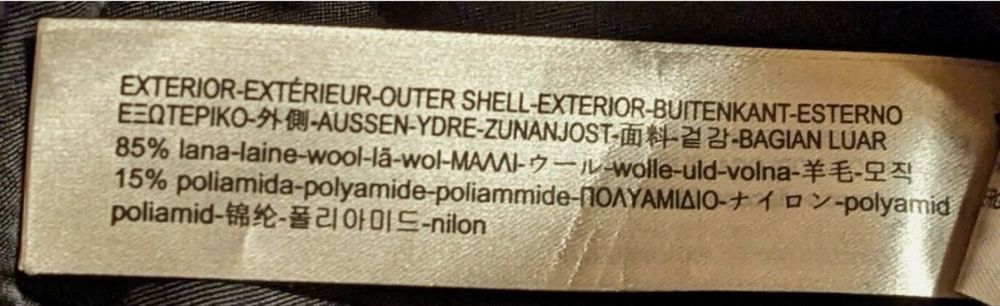 EXTERIOR-EXTÉRIEUR-OUTER SHELL-EXTERIOR-BUITENKANT-ESTERNO
ΕΞΩΤΕΡΙΚΟ-外側-AUSSEN-YDRE-ZUNANJOST-面料-겉감-BAGIAN LUAR
85% lana-laine-wool-lã-wol-ΜΑΛΛΙ-ウール-wolle-uld-volna-羊毛-모직
15% poliamida-polyamide-poliammide-ΠΟΛΥΑΜΙΔΙΟ-ナイロン-polyamid
poliamid-锦纶-폴리아미드-nilon